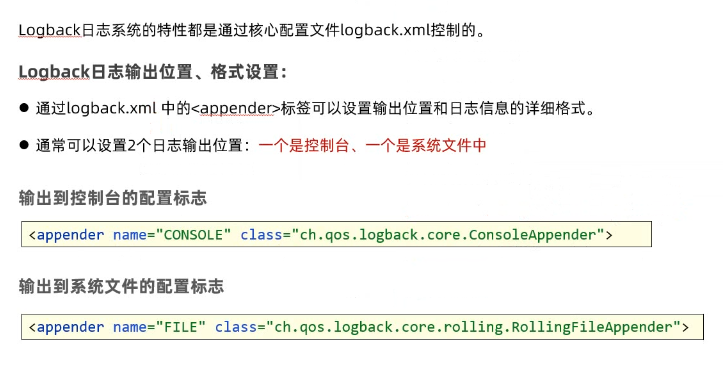 Logback日志系统的特性都是通过核心配置文件logback.xml控制的。
Logback日志输出位置、格式设置：
● 通过logback.xml 中的<appender>标签可以设置输出位置和日志信息的详细格式。
● 通常可以设置2个日志输出位置：一个是控制台、一个是系统文件中
输出到控制台的配置标志
<appender name="CONSOLE" class="ch.qos.logback.core.ConsoleAppender">
输出到系统文件的配置标志
<appender name="FILE" class="ch.qos.logback.core.rolling.RollingFileAppender">